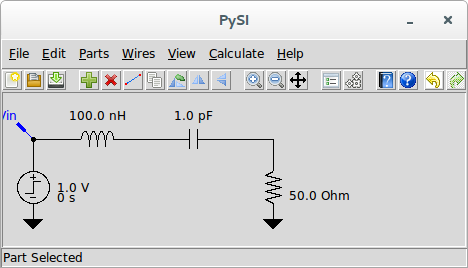 PySI
File Edit Parts Wires View Calculate Help
100.0 nH 1.0 pF
1.0 V
0 s
50.0 Ohm
Part Selected